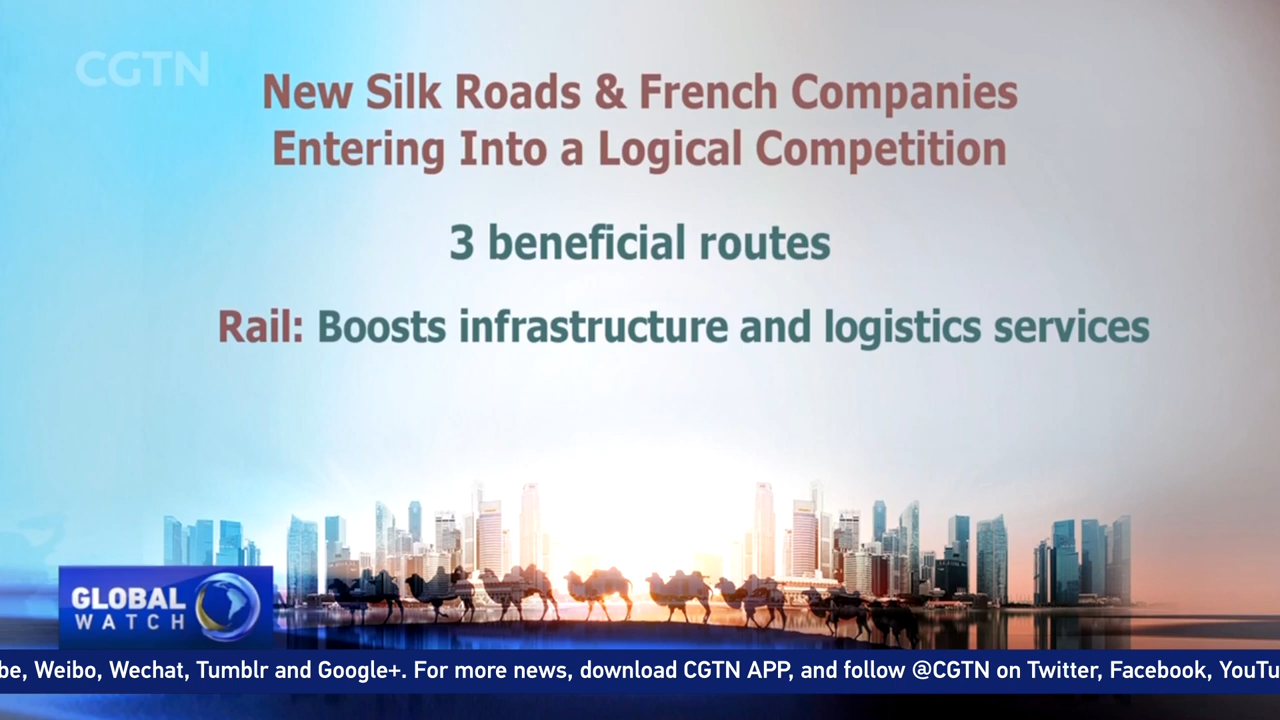 CGTN
New Silk Roads & French Companies
Entering Into a Logical Competition
3 beneficial routes
Rail: Boosts infrastructure and logistics services
GLOBAL
WATCH
be, Weibo, Wechat, Tumblr and Google+. For more news, download CGTN APP, and follow @CGTN on Twitter, Facebook, YouTu